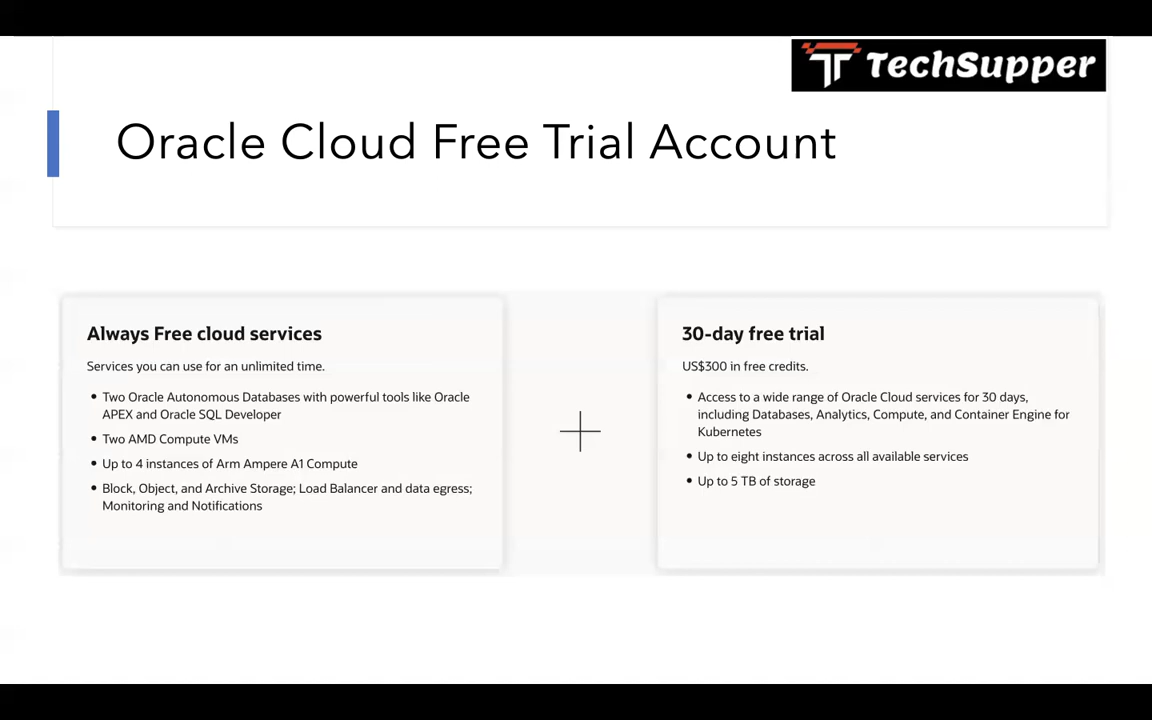 TechSupper
Oracle Cloud Free Trial Account
Always Free cloud services
Services you can use for an unlimited time.
• Two Oracle Autonomous Databases with powerful tools like Oracle
APEX and Oracle SQL Developer
• Two AMD Compute VMs
• Up to 4 instances of Arm Ampere A1 Compute
• Block, Object, and Archive Storage; Load Balancer and data egress;
Monitoring and Notifications
30-day free trial
US$300 in free credits.
• Access to a wide range of Oracle Cloud services for 30 days,
including Databases, Analytics, Compute, and Container Engine for
Kubernetes
• Up to eight instances across all available services
• Up to 5 TB of storage